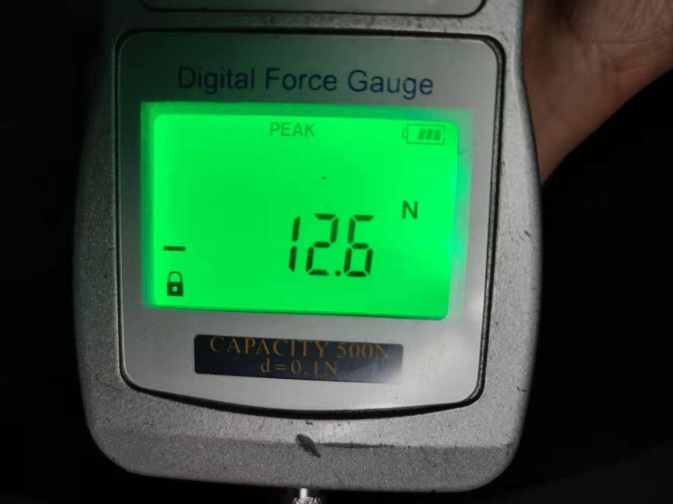 Digital Force Gauge
PEAK
N
- 12.6
CAPACITY 500N
d=0.1N